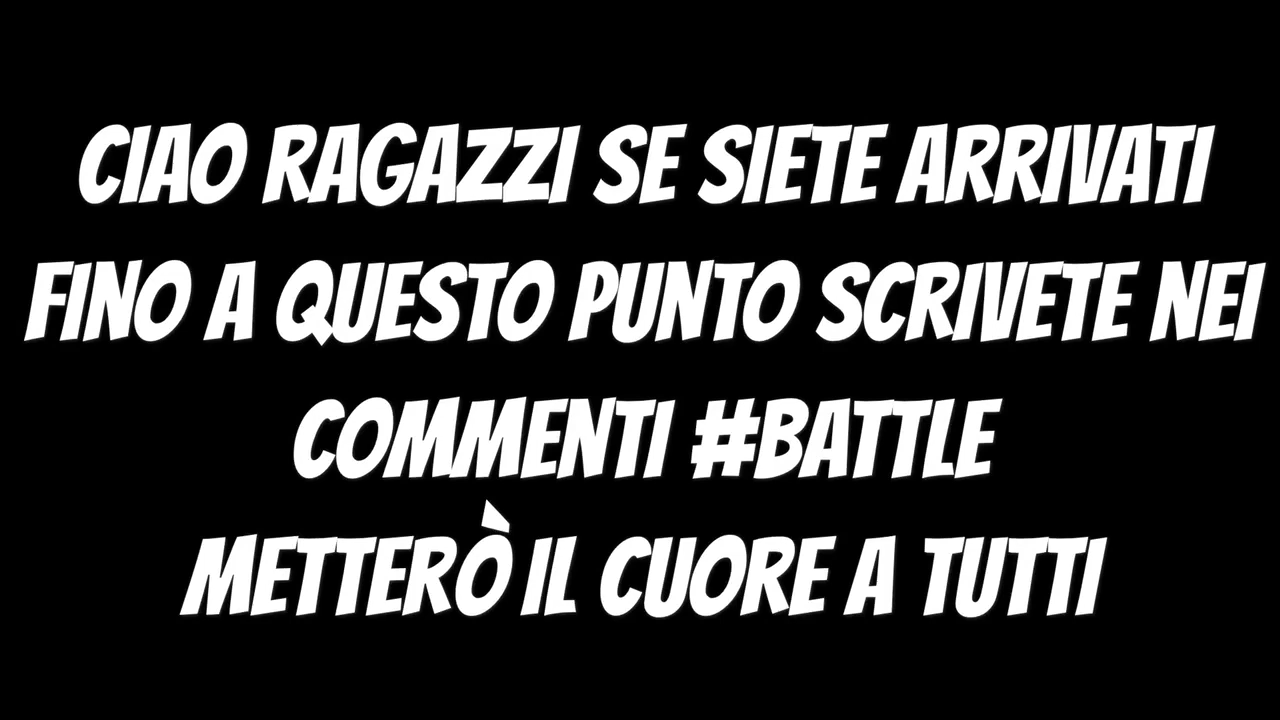 CIAO RAGAZZI SE SIETE ARRIVATI
FINO A QUESTO PUNTO SCRIVETE NEI
COMMENTI #BATTLE
METTERÒ IL CUORE A TUTTI